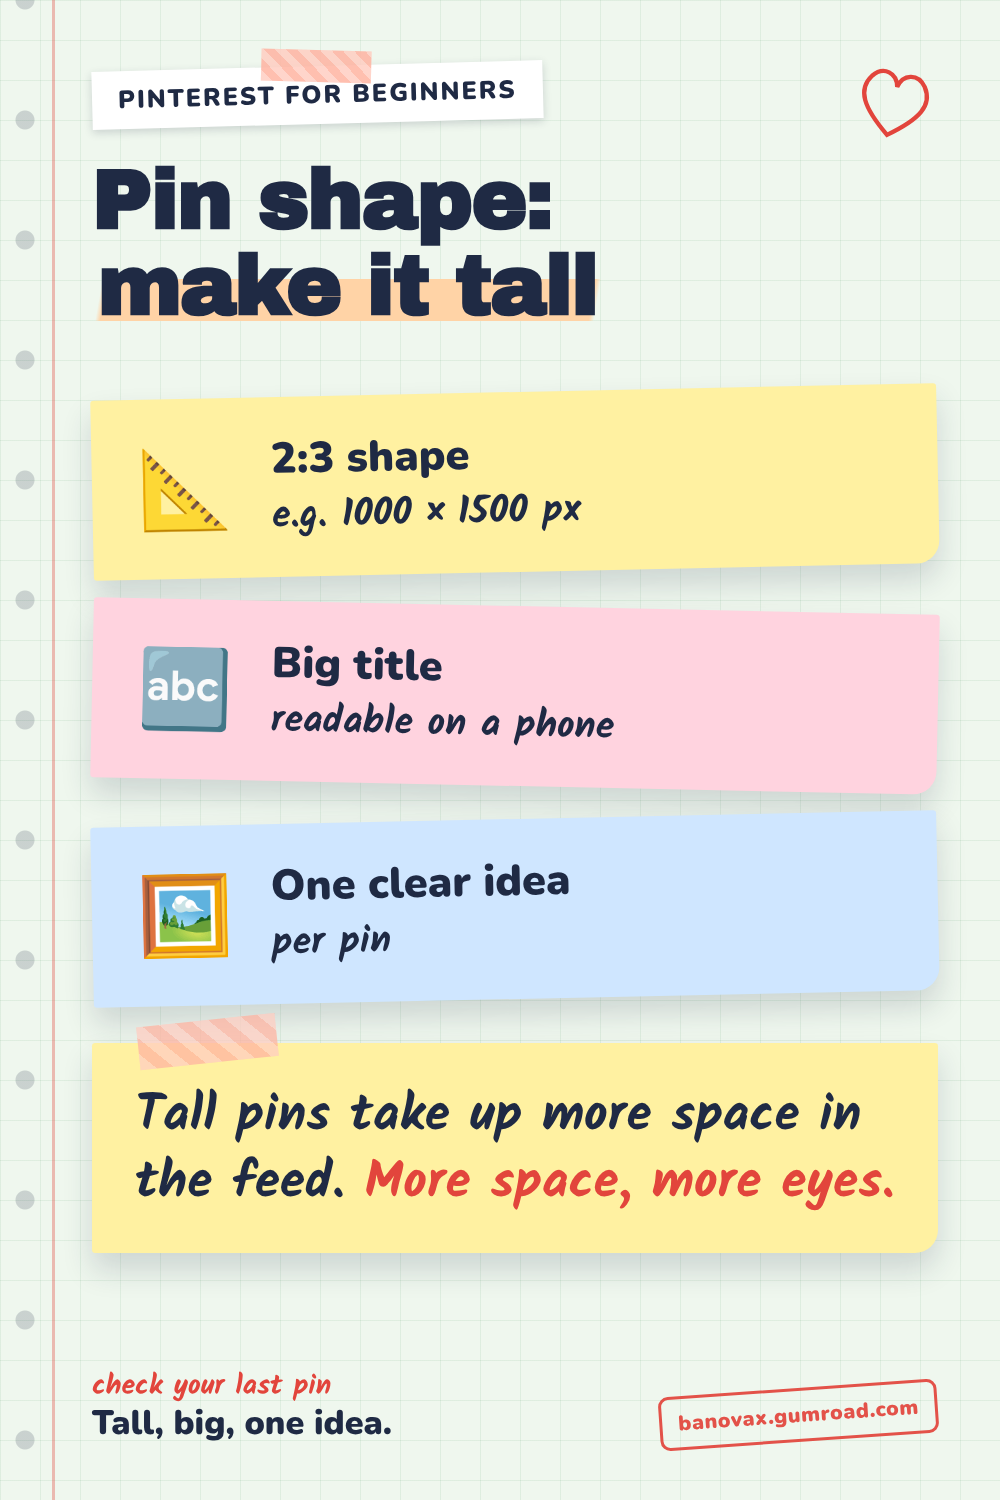 PINTEREST FOR BEGINNERS
Pin shape:
make it tall
2:3 shape
e.g. 1000 × 1500 px
abc
Big title
readable on a phone
One clear idea
per pin
Tall pins take up more space in
the feed. More space, more eyes.
check your last pin
Tall, big, one idea.
banovax.gumroad.com